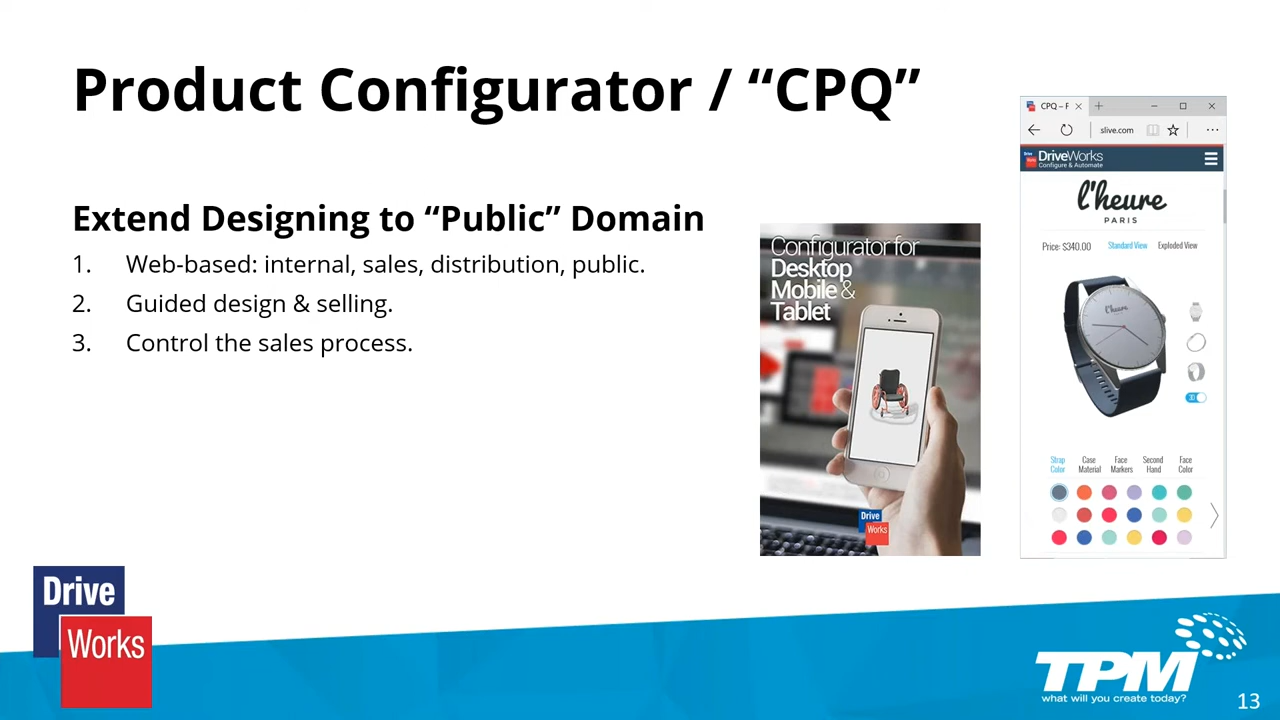 Product Configurator / “CPQ”
Extend Designing to “Public” Domain
1. Web-based: internal, sales, distribution, public.
2. Guided design & selling.
3. Control the sales process.
Configurator for
Desktop
Mobile &
Tablet
Drive
Works
CPQ – F
slive.com
Drive
Works
DriveWorks
Configure & Automate
l'heure
PARIS
Price: $340.00 Standard View Exploded View
l'heure
Strap Color
Case Material
Face Markers
Second Hand
Face Color
Drive
Works
TPM
what will you create today?
13